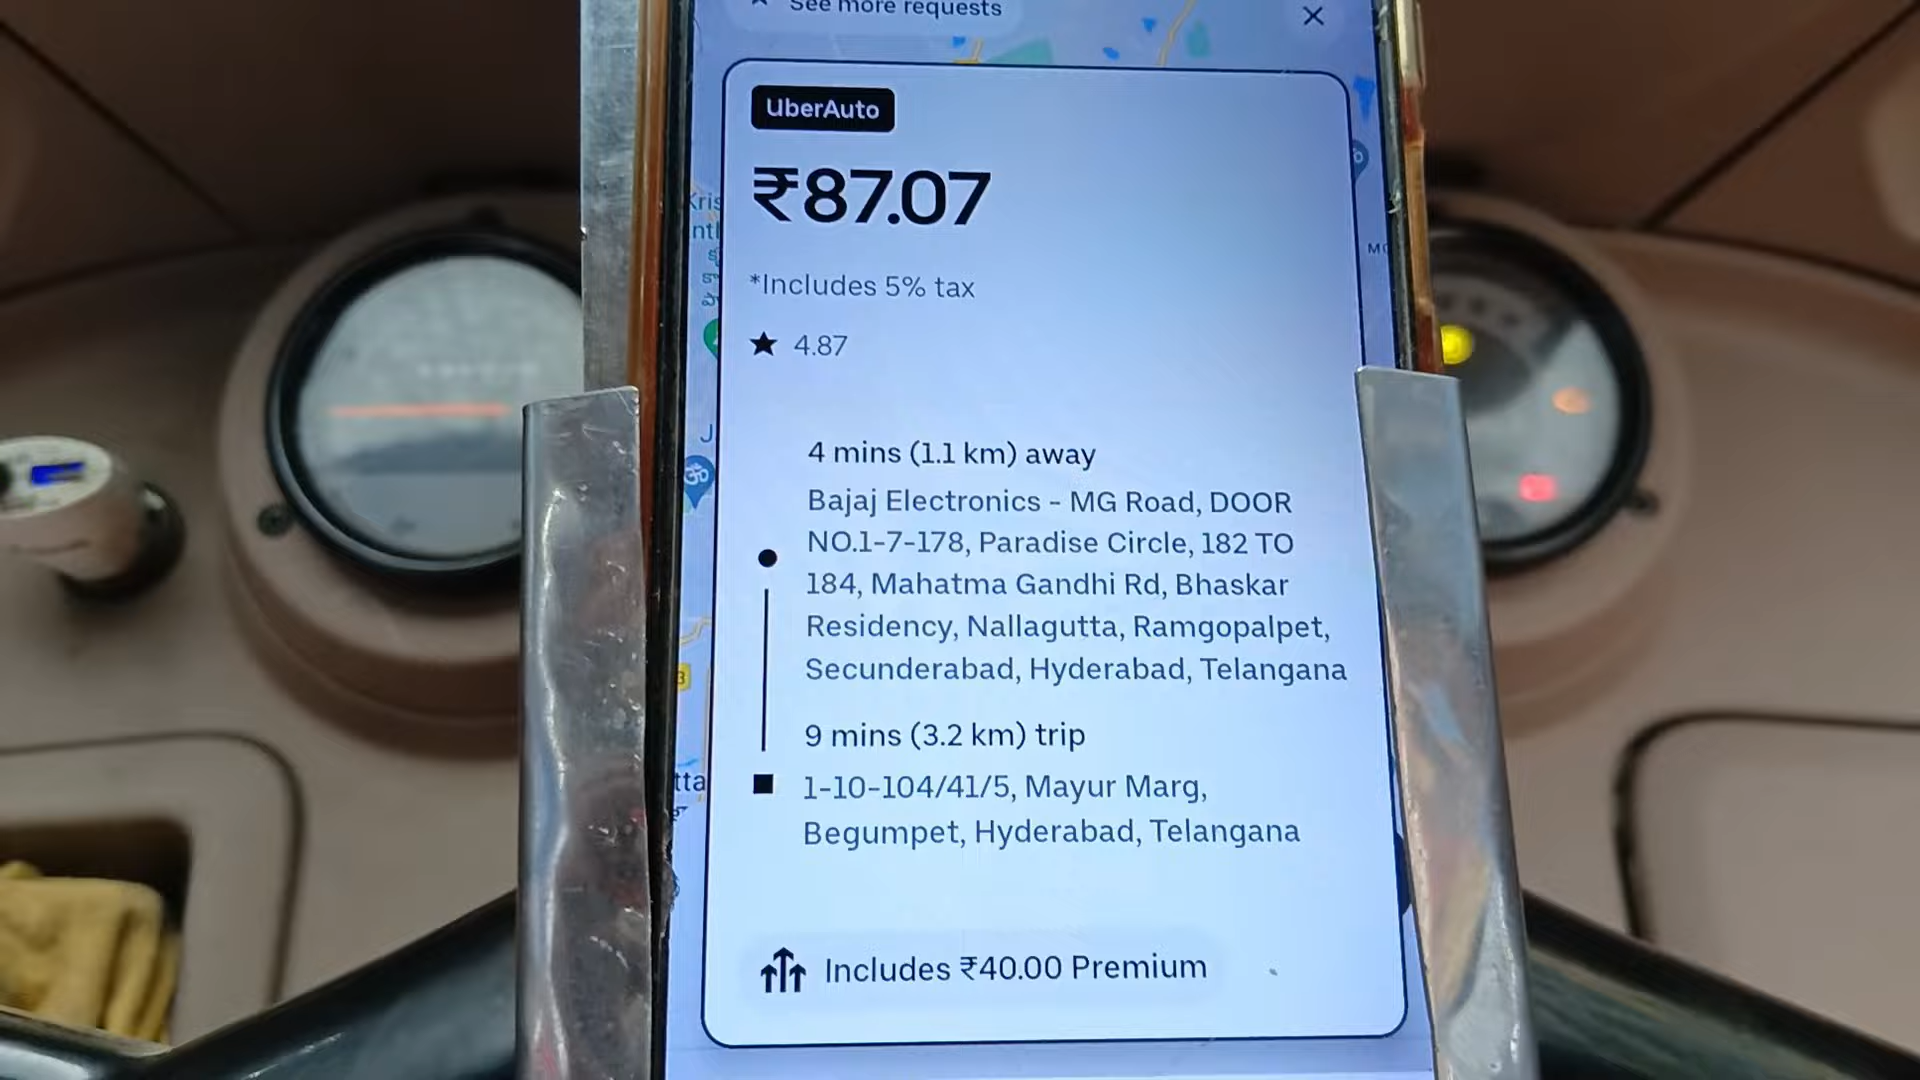 See more requests
UberAuto
₹87.07
*Includes 5% tax
★ 4.87
4 mins (1.1 km) away
Bajaj Electronics - MG Road, DOOR
NO.1-7-178, Paradise Circle, 182 TO
184, Mahatma Gandhi Rd, Bhaskar
Residency, Nallagutta, Ramgopalpet,
Secunderabad, Hyderabad, Telangana
9 mins (3.2 km) trip
1-10-104/41/5, Mayur Marg,
Begumpet, Hyderabad, Telangana
Includes ₹40.00 Premium